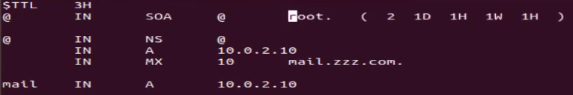 $TTL 3H
@ IN SOA @ root. ( 2 1D 1H 1W 1H )
@ IN NS @
IN A 10.0.2.10
IN MX 10 mail.zzz.com.
mail IN A 10.0.2.10